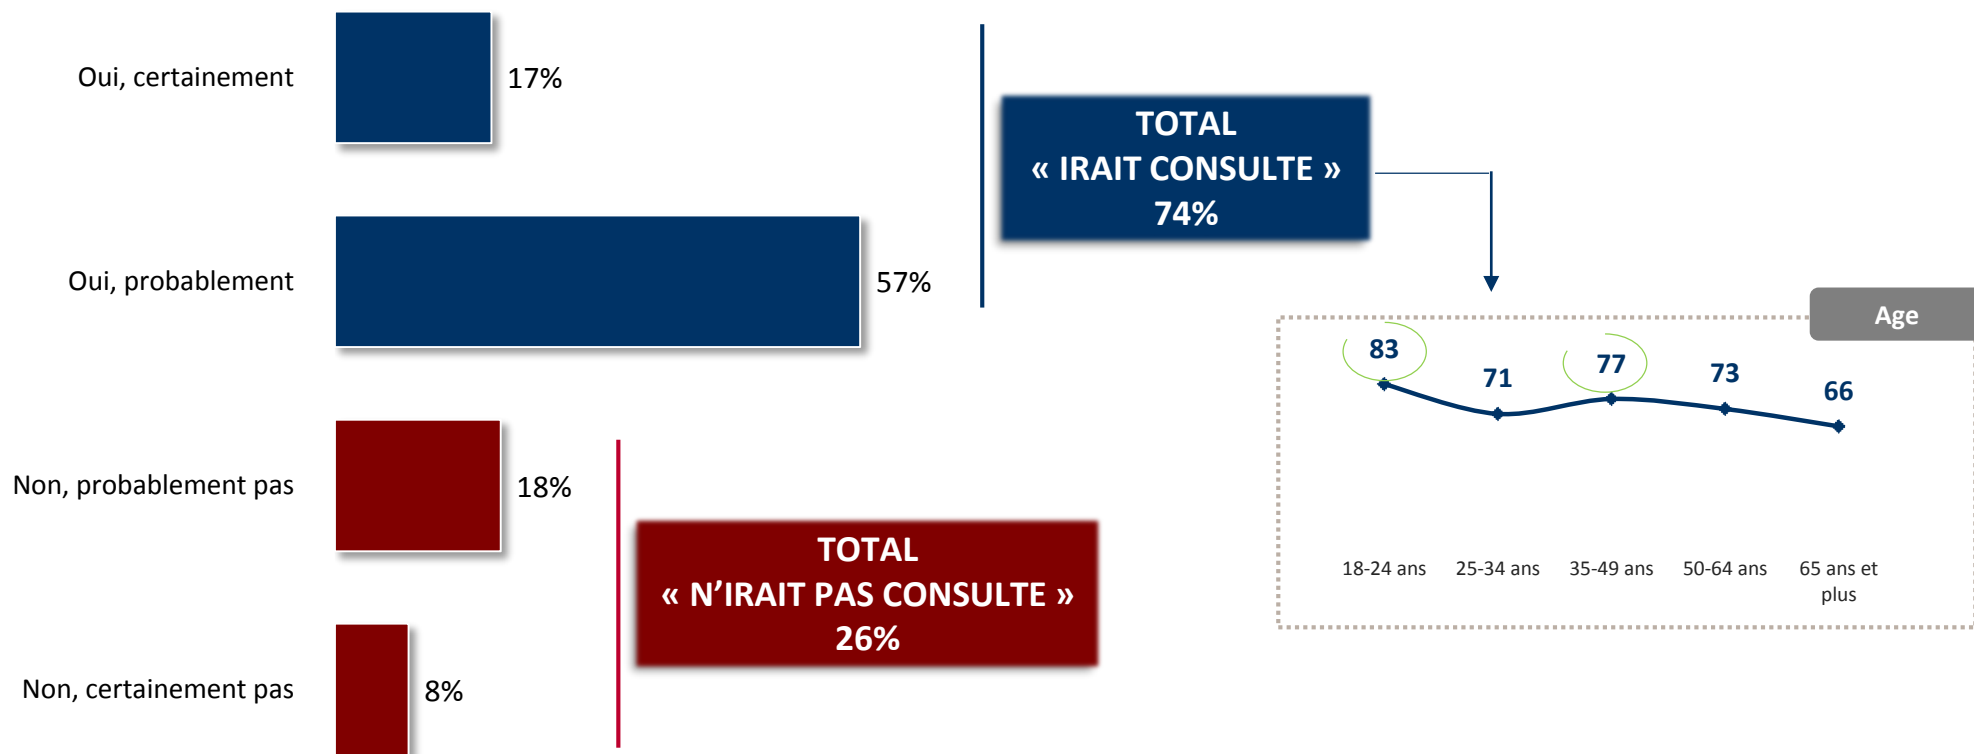 Oui, certainement
17%
TOTAL
« IRAIT CONSULTE »
74%
Oui, probablement
57%
Age
83
71
77
73
66
18-24 ans
25-34 ans
35-49 ans
50-64 ans
65 ans et
plus
Non, probablement pas
18%
TOTAL
« N’IRAIT PAS CONSULTE »
26%
Non, certainement pas
8%